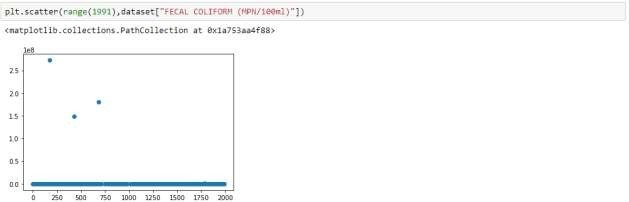 plt.scatter(range(1991),dataset["FECAL COLIFORM (MPN/100ml)"])
<matplotlib.collections.PathCollection at 0x1a753aa4f88>
1e8
2.5
2.0
1.5
1.0
0.5
0.0
0 250 500 750 1000 1250 1500 1750 2000